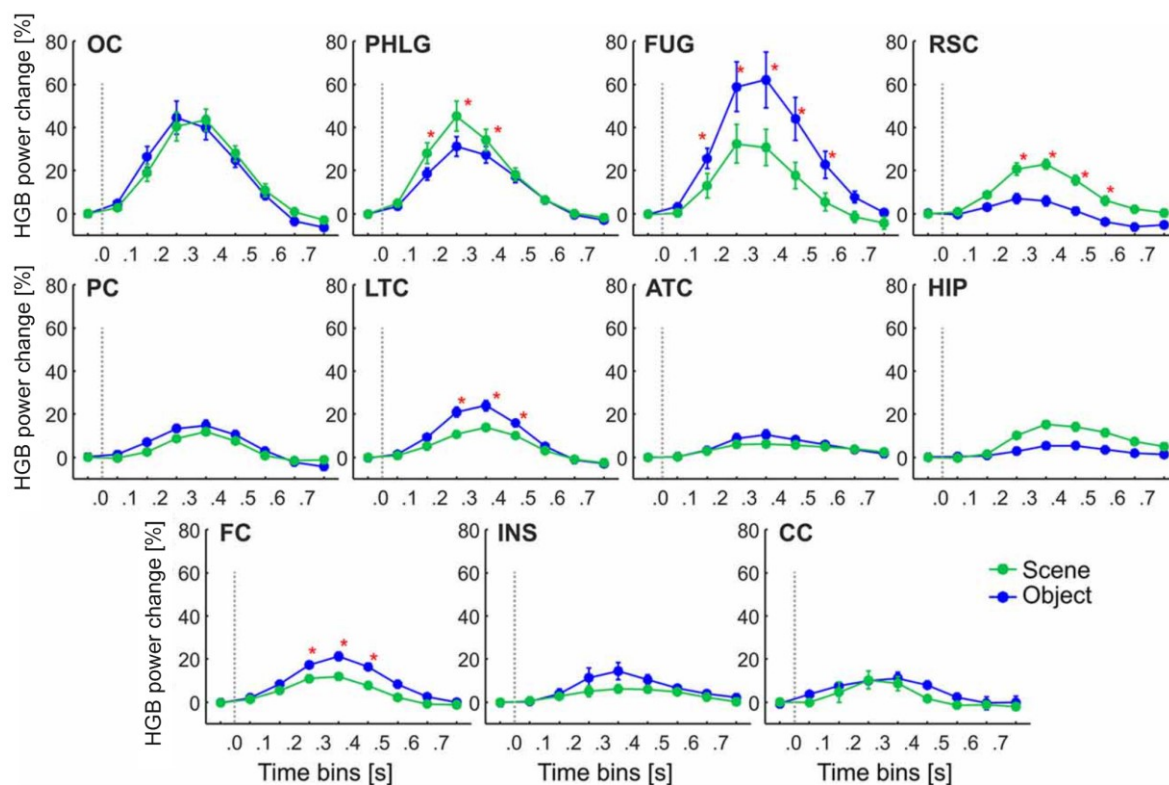 OC PHLG FUG RSC
HGB power change [%]
80 80 80 80
60 60 60 60
40 40 40 40
20 20 20 20
0 0 0 0
* * * * * * * * * * * *
.0 .1 .2 .3 .4 .5 .6 .7 .0 .1 .2 .3 .4 .5 .6 .7 .0 .1 .2 .3 .4 .5 .6 .7 .0 .1 .2 .3 .4 .5 .6 .7
PC LTC ATC HIP
HGB power change [%]
80 80 80 80
60 60 60 60
40 40 40 40
20 20 20 20
0 0 0 0
* * *
.0 .1 .2 .3 .4 .5 .6 .7 .0 .1 .2 .3 .4 .5 .6 .7 .0 .1 .2 .3 .4 .5 .6 .7 .0 .1 .2 .3 .4 .5 .6 .7
FC INS CC
HGB power change [%]
80 80 80
60 60 60
40 40 40
20 20 20
0 0 0
* * *
.0 .1 .2 .3 .4 .5 .6 .7 .0 .1 .2 .3 .4 .5 .6 .7 .0 .1 .2 .3 .4 .5 .6 .7
Time bins [s] Time bins [s] Time bins [s]
Scene
Object